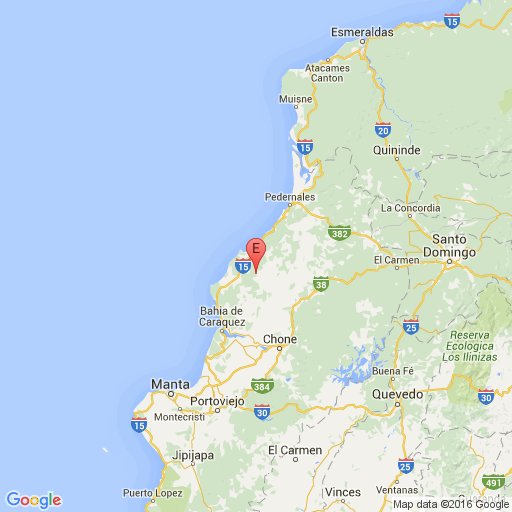 Esmeraldas
15
Atacames
Canton
Muisne
20
15
Quininde
Pedernales
La Concordia
382
Santo
Domingo
E
15
El Carmen
38
Bahia de
Caraquez
25
Chone
Reserva
Ecologica
Los Ilinizas
Buena Fé
Manta
384
30
Quevedo
Portoviejo
30
Montecristi
15
El Carmen
Jipijapa
25
Ventanas
491
Puerto Lopez
Vinces
Google
Map data ©2016 Google